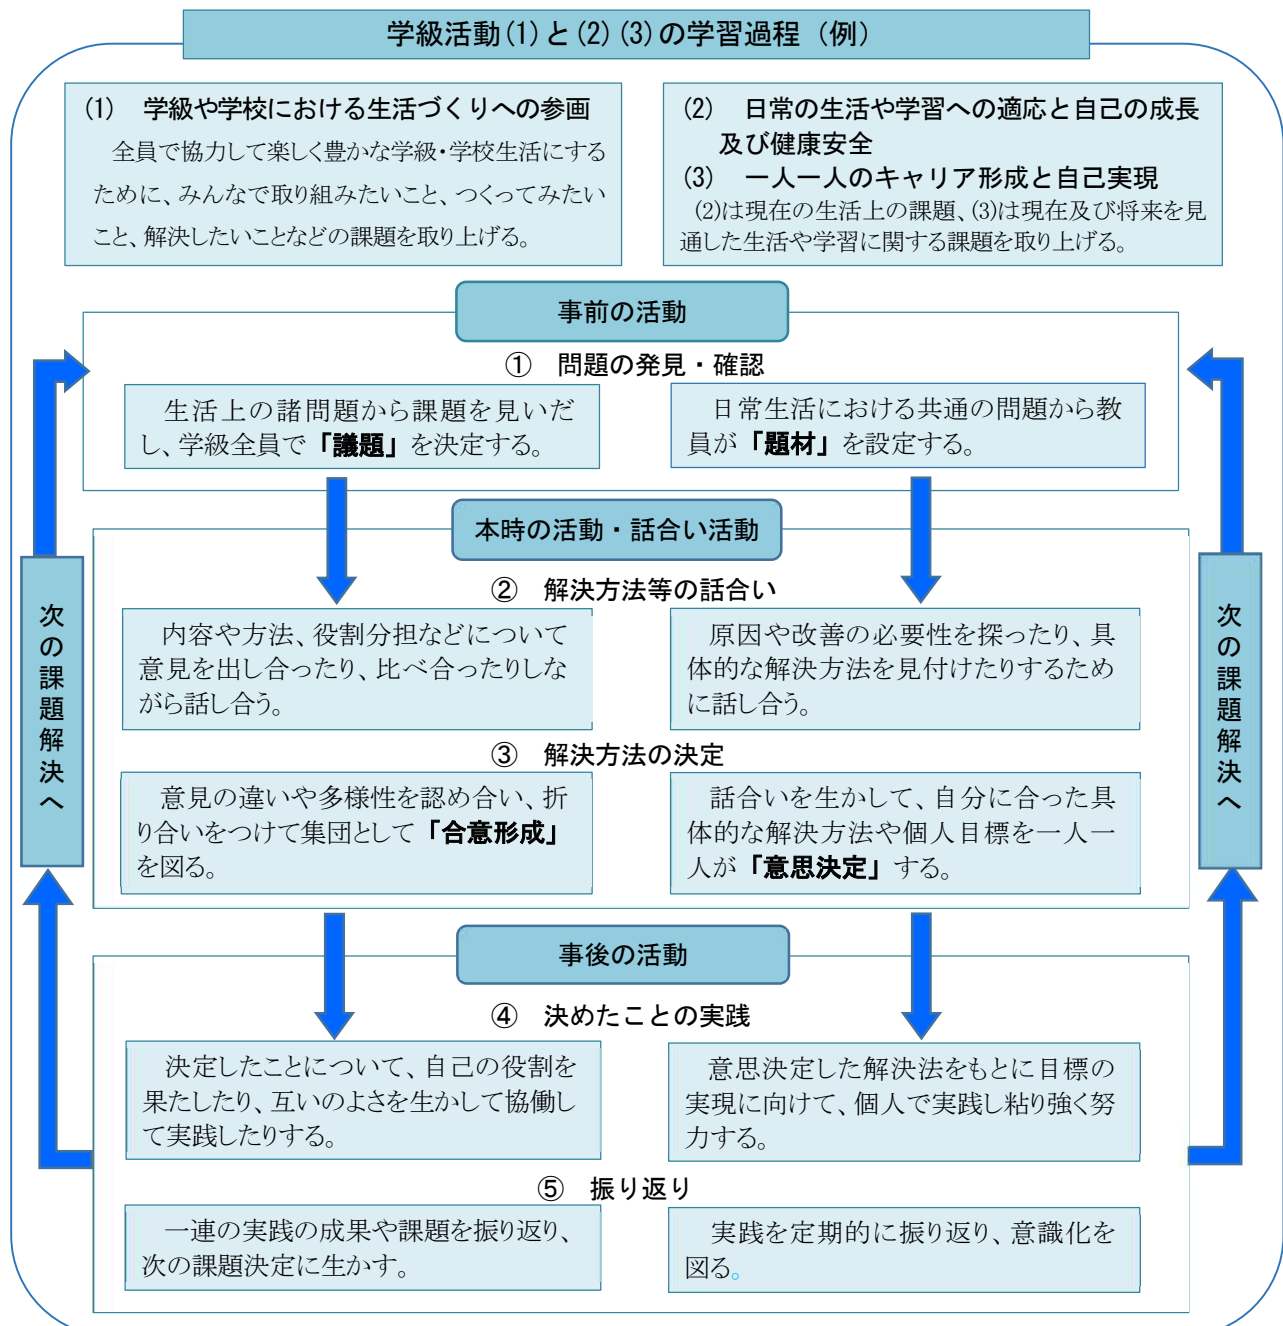 学級活動(1)と(2)(3)の学習過程（例）
(1)　学級や学校における生活づくりへの参画
全員で協力して楽しく豊かな学級・学校生活にする
ために、みんなで取り組みたいこと、つくってみたい
こと、解決したいことなどの課題を取り上げる。
(2)　日常の生活や学習への適応と自己の成長
及び健康安全
(3)　一人一人のキャリア形成と自己実現
(2)は現在の生活上の課題、(3)は現在及び将来を見
通した生活や学習に関する課題を取り上げる。
事前の活動
①　問題の発見・確認
生活上の諸問題から課題を見いだ
し、学級全員で「議題」を決定する。
日常生活における共通の問題から教
員が「題材」を設定する。
本時の活動・話合い活動
②　解決方法等の話合い
内容や方法、役割分担などについて
意見を出し合ったり、比べ合ったりしな
がら話し合う。
原因や改善の必要性を探ったり、具
体的な解決方法を見付けたりするため
に話し合う。
③　解決方法の決定
意見の違いや多様性を認め合い、折
り合いをつけて集団として「合意形成」
を図る。
話合いを生かして、自分に合った具
体的な解決方法や個人目標を一人一
人が「意思決定」する。
事後の活動
④　決めたことの実践
決定したことについて、自己の役割を
果たしたり、互いのよさを生かして協働し
て実践したりする。
意思決定した解決法をもとに目標の
実現に向けて、個人で実践し粘り強く努
力する。
⑤　振り返り
一連の実践の成果や課題を振り返り、
次の課題決定に生かす。
実践を定期的に振り返り、意識化を
図る。
次の課題解決へ
次の課題解決へ